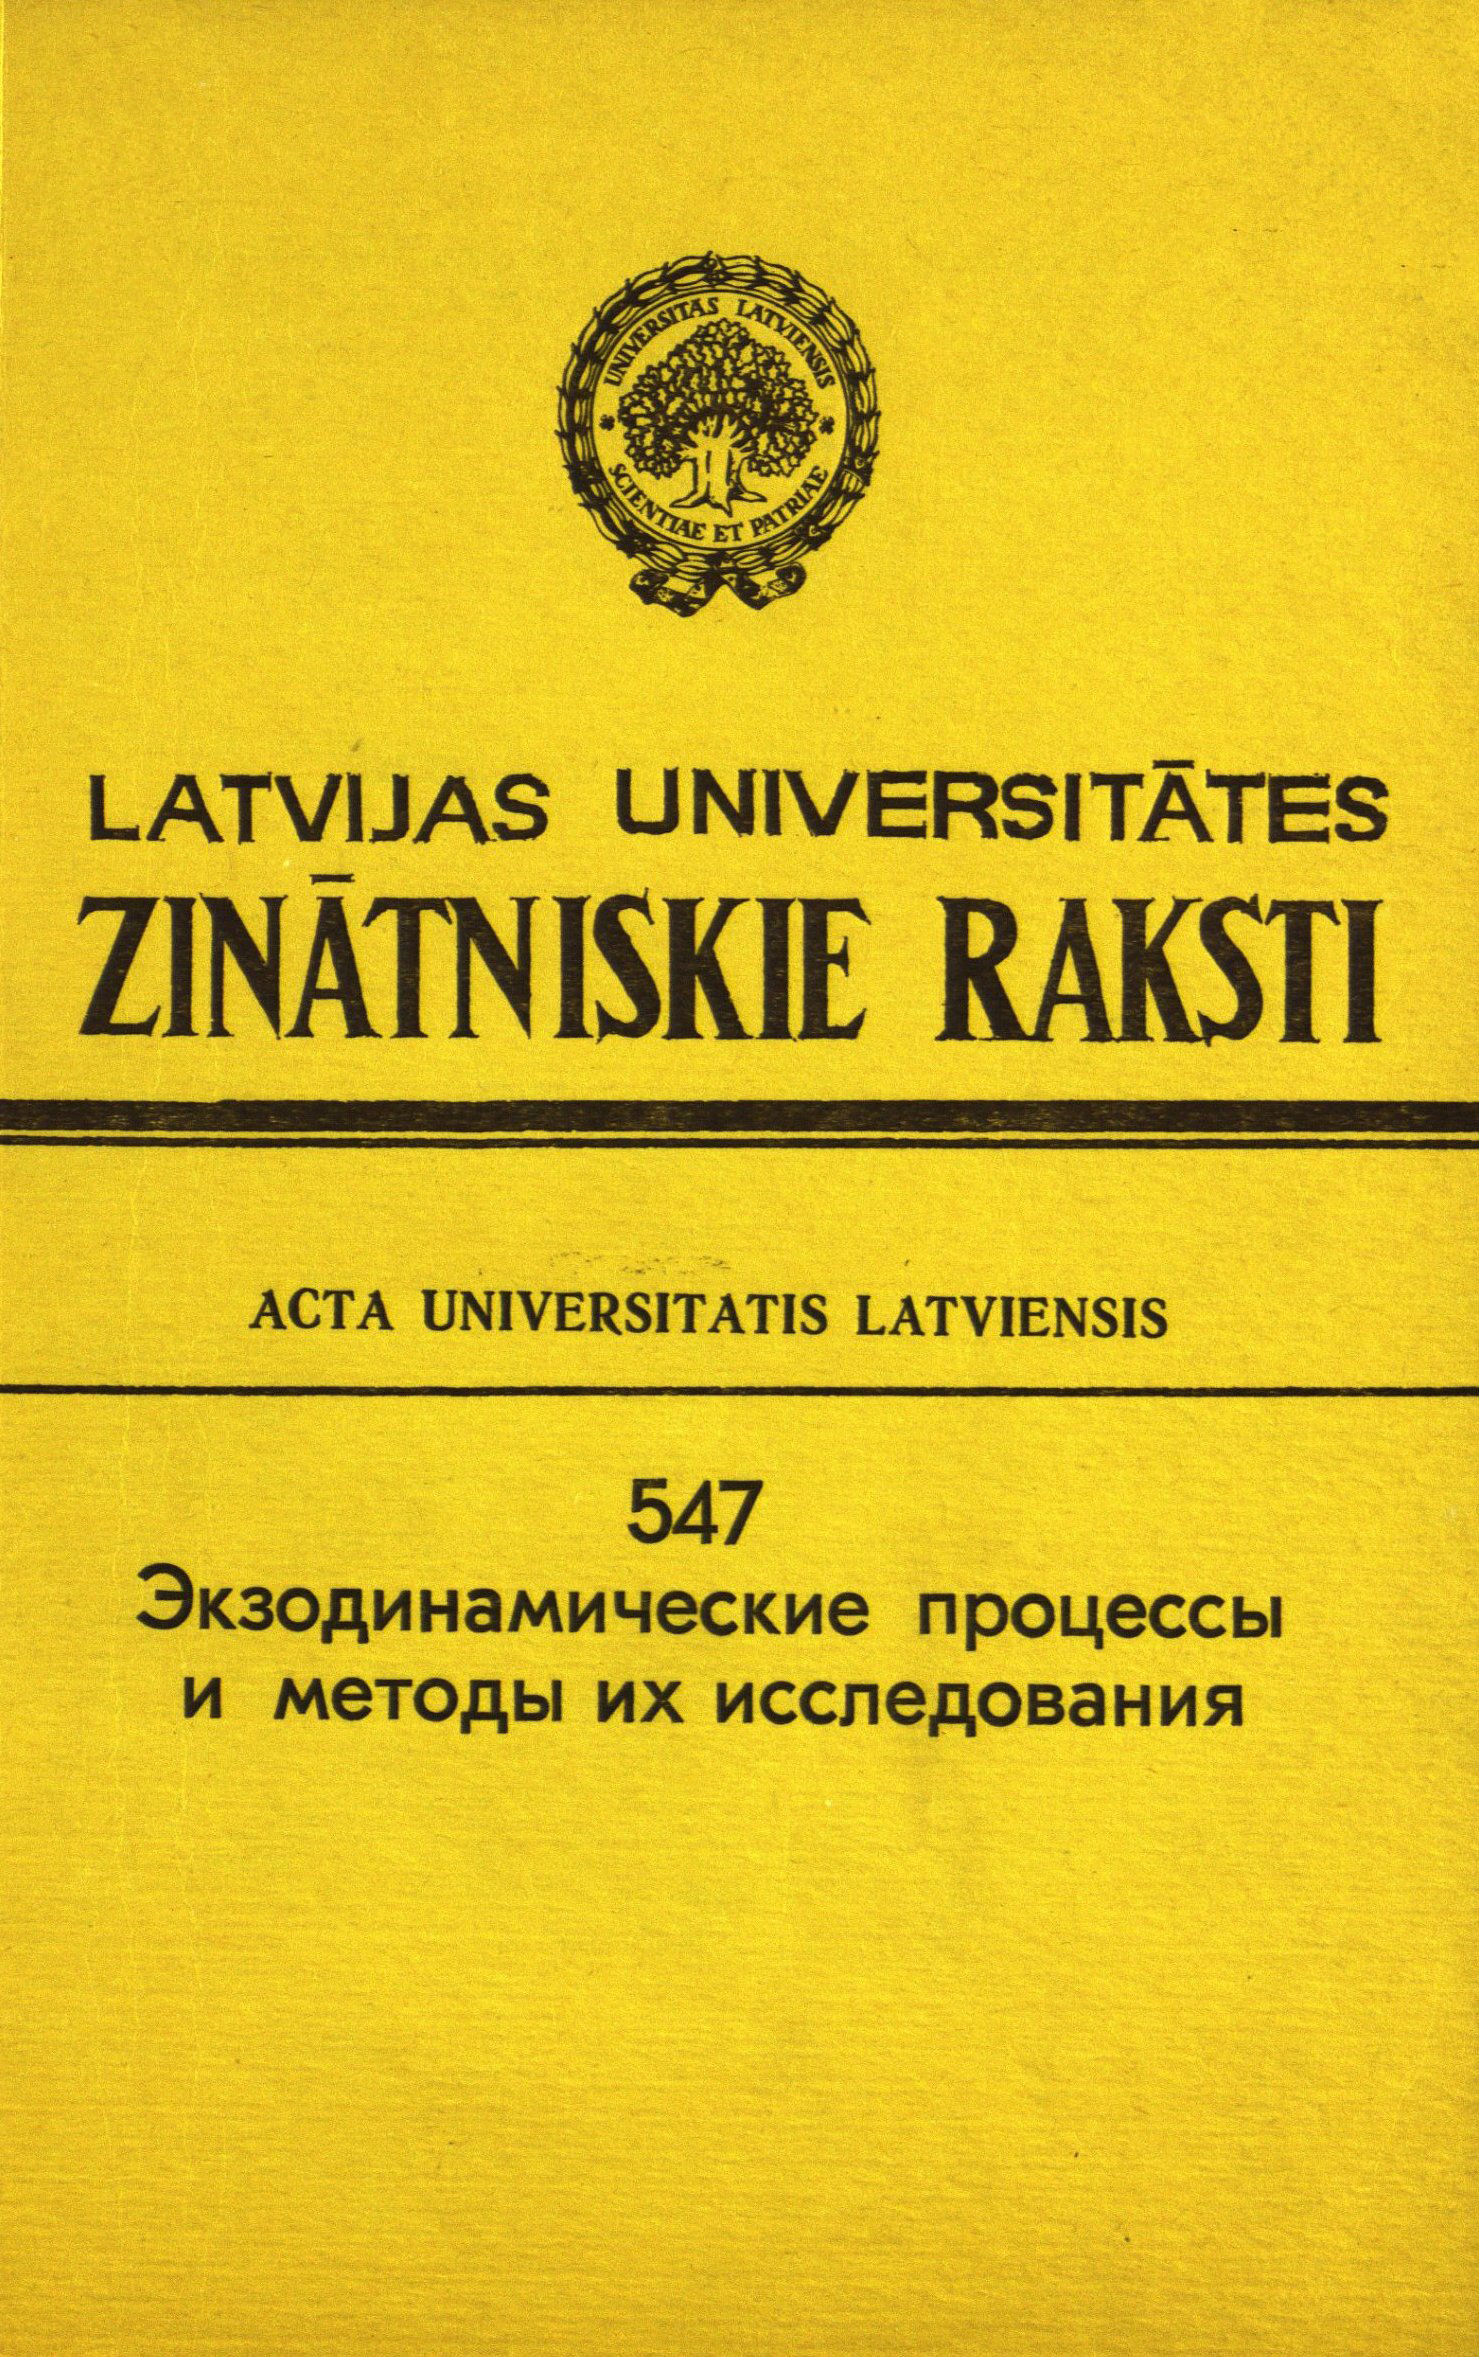 UNIVERSITAS LATVIENSIS
SCIENTIAE ET PATRIAE
LATVIJAS UNIVERSITĀTES
ZINĀTNISKIE RAKSTI
ACTA UNIVERSITATIS LATVIENSIS
547
Экзодинамические процессы
и методы их исследования